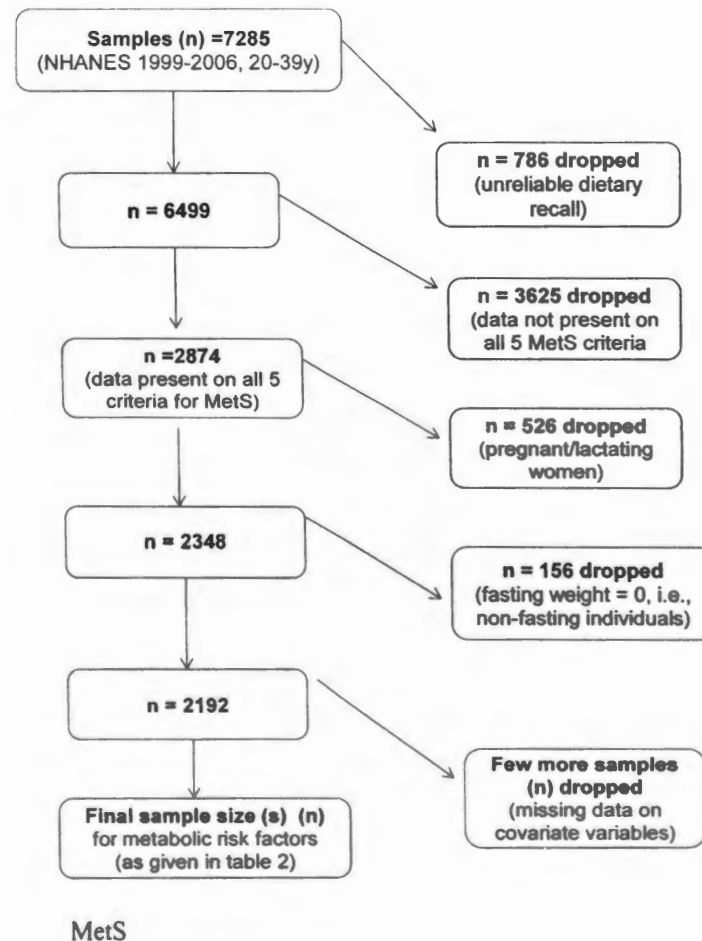 Samples (n) =7285
(NHANES 1999-2006, 20-39y)
n = 786 dropped
(unreliable dietary
recall)
n = 6499
n = 3625 dropped
(data not present on
all 5 MetS criteria
n =2874
(data present on all 5
criteria for MetS)
n = 526 dropped
(pregnant/lactating
women)
n = 2348
n = 156 dropped
(fasting weight = 0, i.e.,
non-fasting individuals)
n = 2192
Few more samples
(n) dropped
(missing data on
covariate variables)
Final sample size (s) (n)
for metabolic risk factors
(as given in table 2)
MetS